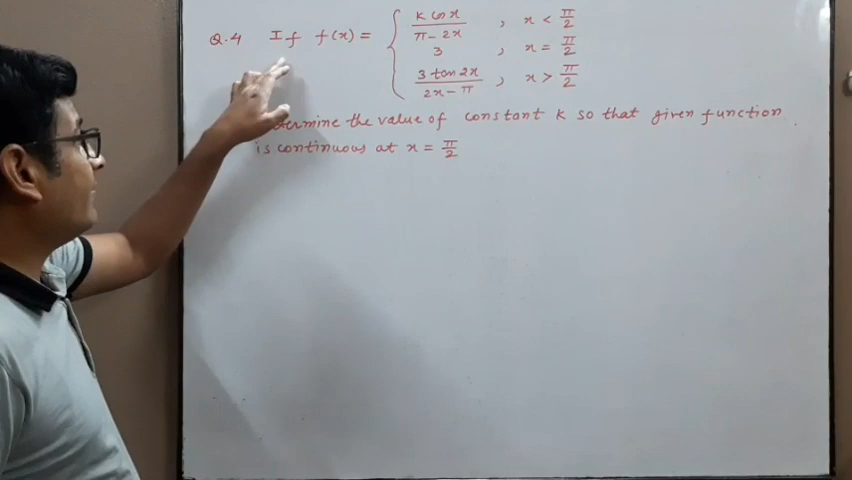 Q.4 If f(x) = { k cos x / π - 2x , x < π/2
3 , x = π/2
3 tan 2x / 2x - π , x > π/2
termine the value of constant k so that given function
is continuous at x = π/2